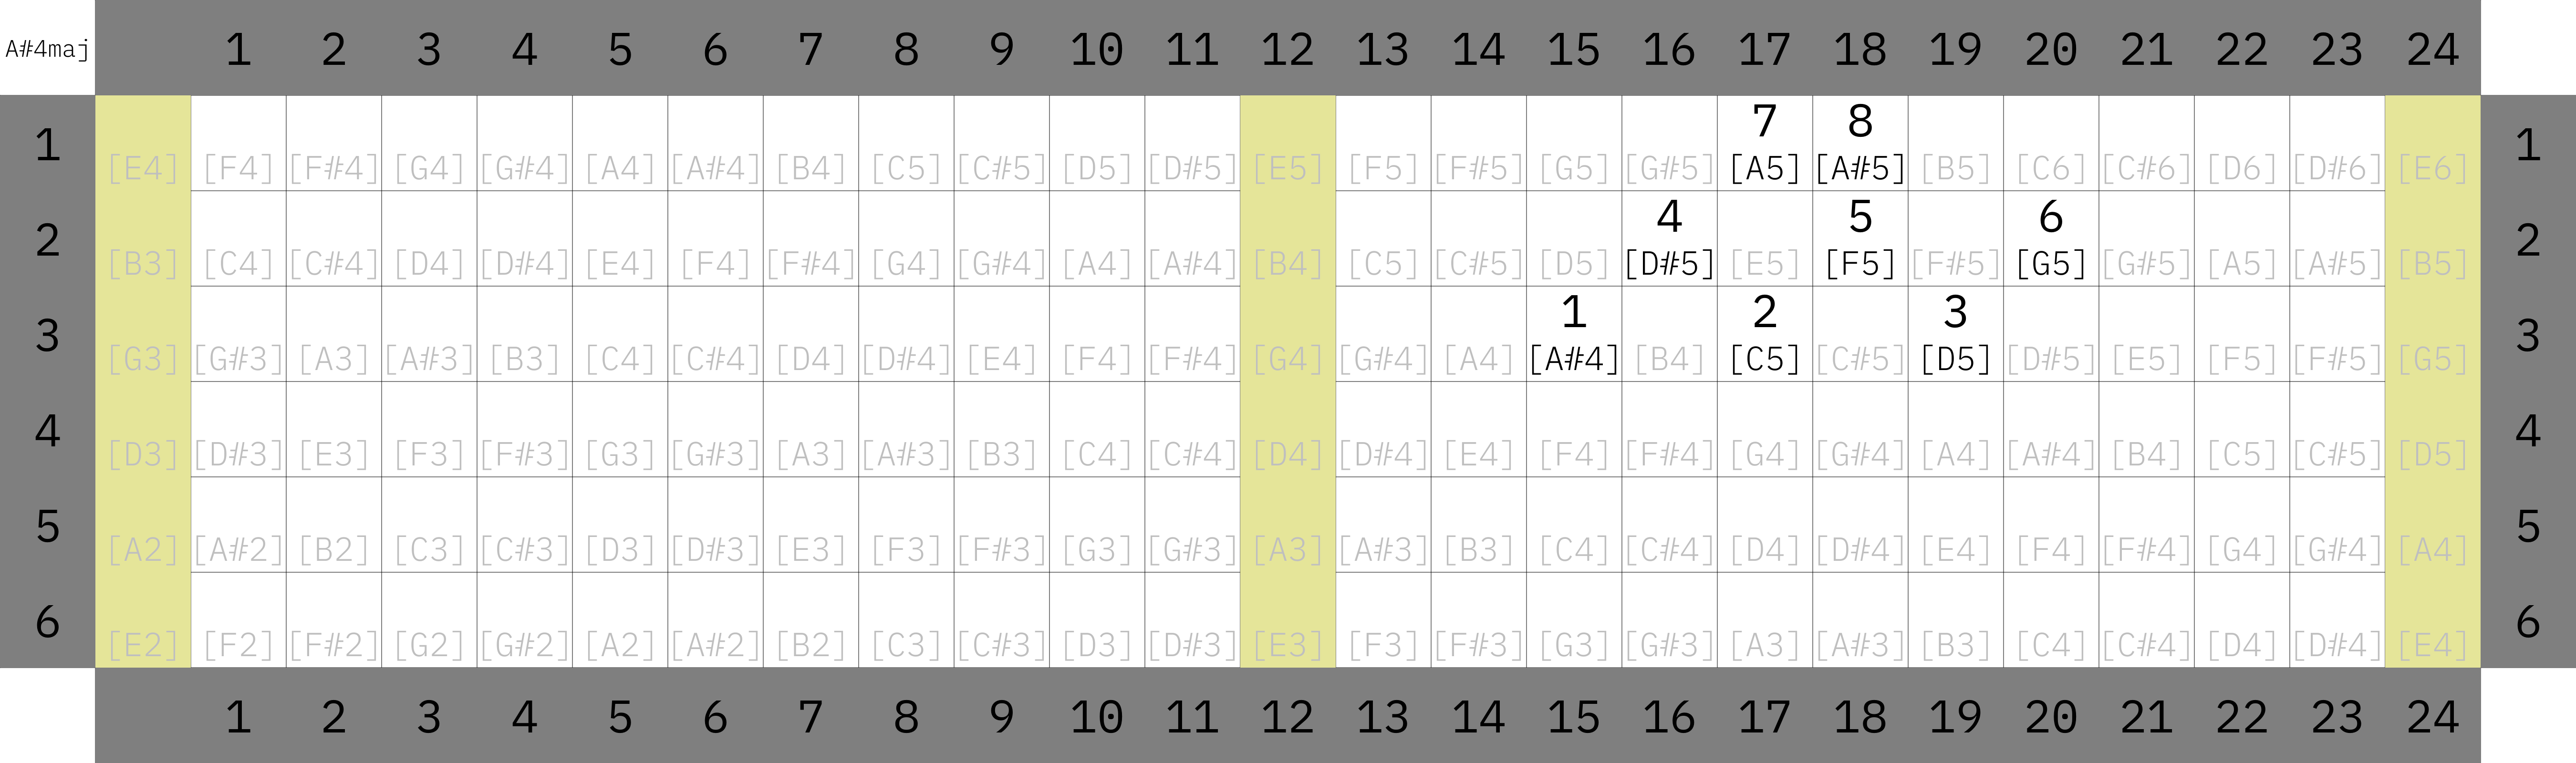 A#4maj 1 2 3 4 5 6 7 8 9 10 11 12 13 14 15 16 17 18 19 20 21 22 23 24
7 8
1 [E4] [F4] [F#4] [G4] [G#4] [A4] [A#4] [B4] [C5] [C#5] [D5] [D#5] [E5] [F5] [F#5] [G5] [G#5] [A5] [A#5] [B5] [C6] [C#6] [D6] [D#6] [E6] 1
4 5 6
2 [B3] [C4] [C#4] [D4] [D#4] [E4] [F4] [F#4] [G4] [G#4] [A4] [A#4] [B4] [C5] [C#5] [D5] [D#5] [E5] [F5] [F#5] [G5] [G#5] [A5] [A#5] [B5] 2
1 2 3
3 [G3] [G#3] [A3] [A#3] [B3] [C4] [C#4] [D4] [D#4] [E4] [F4] [F#4] [G4] [G#4] [A4] [A#4] [B4] [C5] [C#5] [D5] [D#5] [E5] [F5] [F#5] [G5] 3
4 [D3] [D#3] [E3] [F3] [F#3] [G3] [G#3] [A3] [A#3] [B3] [C4] [C#4] [D4] [D#4] [E4] [F4] [F#4] [G4] [G#4] [A4] [A#4] [B4] [C5] [C#5] [D5] 4
5 [A2] [A#2] [B2] [C3] [C#3] [D3] [D#3] [E3] [F3] [F#3] [G3] [G#3] [A3] [A#3] [B3] [C4] [C#4] [D4] [D#4] [E4] [F4] [F#4] [G4] [G#4] [A4] 5
6 [E2] [F2] [F#2] [G2] [G#2] [A2] [A#2] [B2] [C3] [C#3] [D3] [D#3] [E3] [F3] [F#3] [G3] [G#3] [A3] [A#3] [B3] [C4] [C#4] [D4] [D#4] [E4] 6
1 2 3 4 5 6 7 8 9 10 11 12 13 14 15 16 17 18 19 20 21 22 23 24